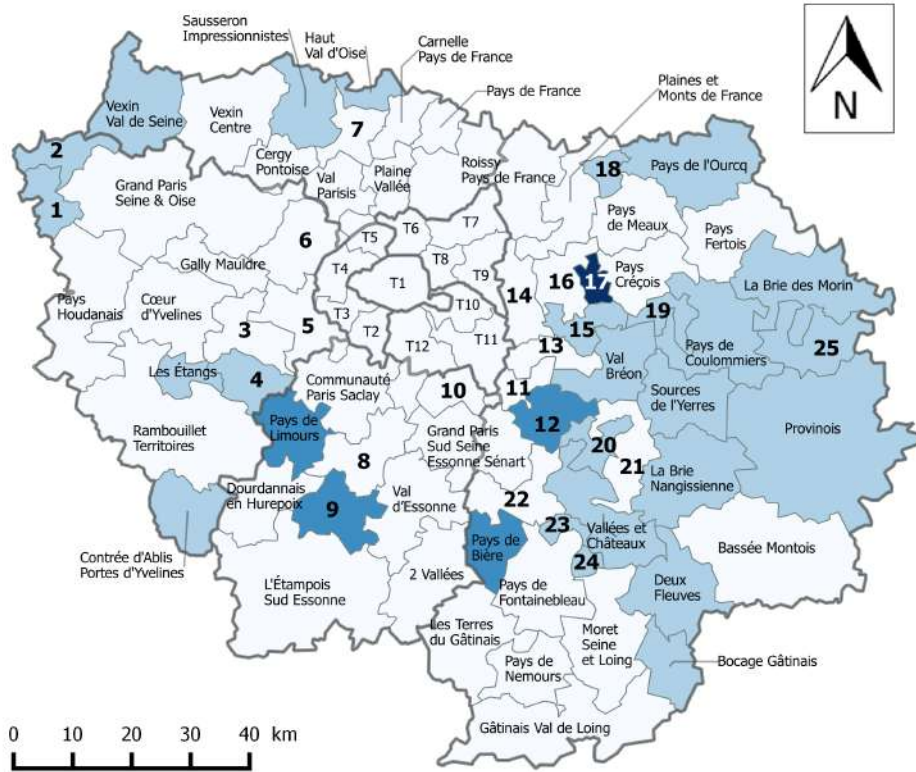 Sausseron
Impressionnistes
Haut
Val d'Oise
Carnelle
Pays de France
Plaines et
Monts de France
Pays de France
N
Vexin
Val de Seine
Vexin
Centre
7
2
Cergy
Pontoise
Val
Parisis
Plaine
Vallée
Roissy
Pays de France
18
Pays de l'Ourcq
Grand Paris
Seine & Oise
1
6
T5
T6
T7
Pays
de Meaux
Pays
Fertois
Gally Mauldre
T4
T8
T9
T1
16
17
Pays
Créçois
La Brie des Morin
Pays
Houdanais
Cœur
d'Yvelines
14
T10
3
5
T3
T2
T12
T11
15
19
25
13
Pays de
Coulommiers
Val
Bréon
Les Étangs
4
Communauté
Paris Saclay
10
11
Sources
de l'Yerres
Pays de
Limours
12
Provinois
Rambouillet
Territoires
Grand Paris
Sud Seine
Essonne Sénart
20
8
21
La Brie
Nangissienne
Dourdannais
en Hurepoix
9
Val
d'Essonne
22
23
Vallées et
Châteaux
Pays de
Bière
Bassée Montois
Contrée d'Ablis
Portes d'Yvelines
24
L'Étampois
Sud Essonne
2 Vallées
Pays de
Fontainebleau
Deux
Fleuves
Les Terres
du Gâtinais
Moret
Seine
et Loing
Bocage Gâtinais
Pays de
Nemours
Gâtinais Val de Loing
0 10 20 30 40 km